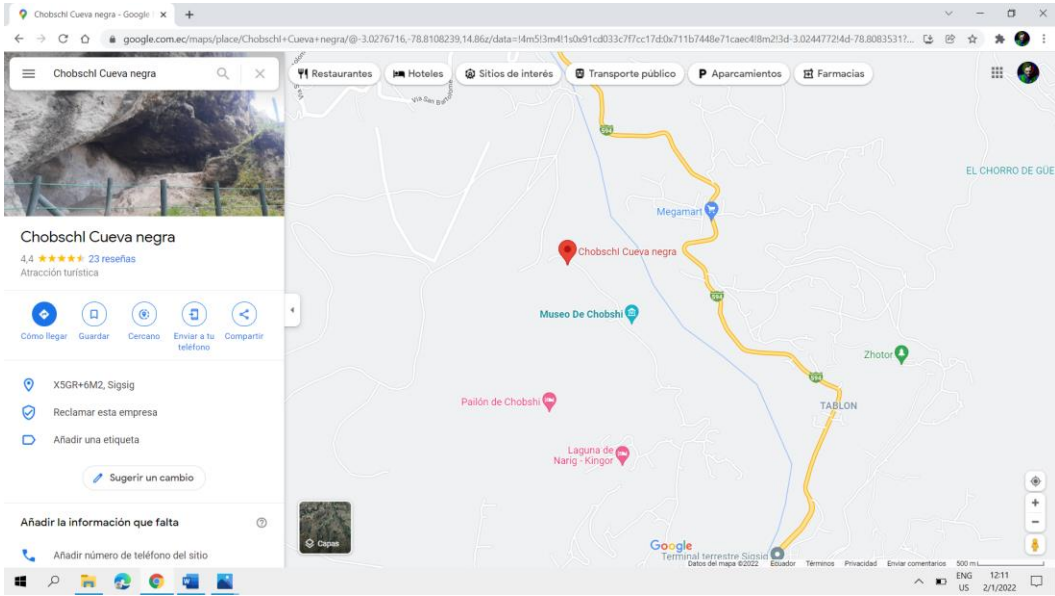 Chobschl Cueva negra - Google
google.com.ec/maps/place/Chobschl+Cueva+negra/@-3.0276716,-78.8108239,14.86z/data=!4m5!3m4!1s0x91cd033c7f7cc17d:0x711b7448e71caec4!8m2!3d-3.0244772!4d-78.8083531?...
Chobschl Cueva negra
Restaurantes
Hoteles
Sitios de interés
Transporte público
P Aparcamientos
Farmacias
Via San
594
EL CHORRO DE GÜE
Megamart
Chobschl Cueva negra
594
Museo De Chobshi
Zhotor
594
Pailón de Chobshi
TABLON
Laguna de
Narig - Kingor
Chobschl Cueva negra
4,4 23 reseñas
Atracción turística
Cómo llegar
Guardar
Cercano
Enviar a tu
teléfono
Compartir
X5GR+6M2, Sigsig
Reclamar esta empresa
Añadir una etiqueta
Sugerir un cambio
Añadir la información que falta
Añadir número de teléfono del sitio
Capas
Google
Terminal terrestre Sigsig
Datos del mapa ©2022 Ecuador Términos Privacidad Enviar comentarios 500 m
ENG
US
12:11
2/1/2022